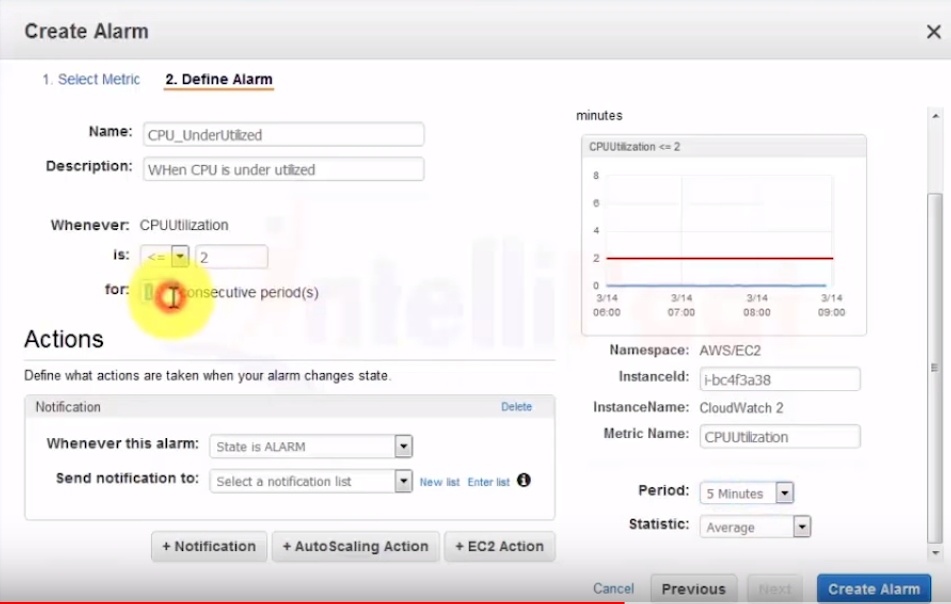 Create Alarm
1. Select Metric 2. Define Alarm
Name: CPU_UnderUtilized
Description: WHen CPU is under utilized
Whenever: CPUUtilization
is: <= 2
for: consecutive period(s)
Actions
Define what actions are taken when your alarm changes state.
Notification Delete
Whenever this alarm: State is ALARM
Send notification to: Select a notification list New list Enter list
+ Notification + AutoScaling Action + EC2 Action
minutes
CPUUtilization <= 2
8
6
4
2
0
3/14 3/14 3/14 3/14
06:00 07:00 08:00 09:00
Namespace: AWS/EC2
InstanceId: i-bc4f3a38
InstanceName: CloudWatch 2
Metric Name: CPUUtilization
Period: 5 Minutes
Statistic: Average
Cancel Previous Next Create Alarm